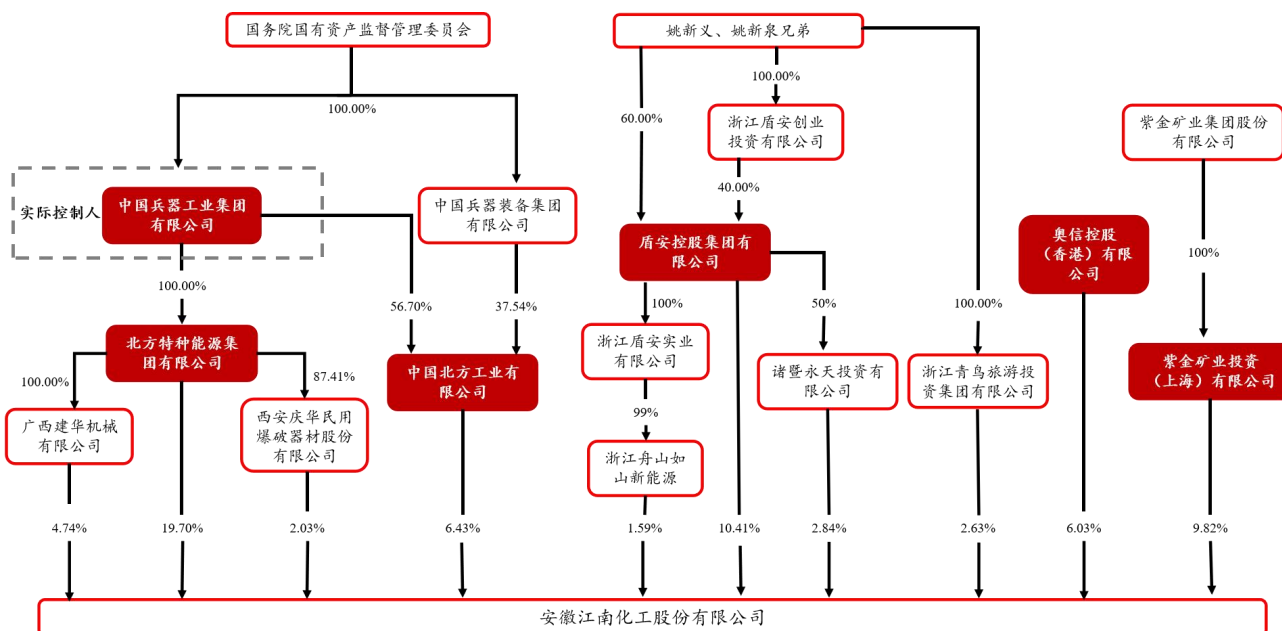 国务院国有资产监督管理委员会
姚新义、姚新泉兄弟
100.00%
60.00%
100.00%
浙江盾安创业
投资有限公司
紫金矿业集团股份
有限公司
实际控制人
中国兵器工业集团
有限公司
中国兵器装备集团
有限公司
40.00%
盾安控股集团有
限公司
奥信控股
（香港）有限
公司
100%
100.00%
56.70%
37.54%
100%
50%
100.00%
北方特种能源集
团有限公司
中国北方工业有
限公司
浙江盾安实业
有限公司
诸暨永天投资有
限公司
浙江青鸟旅游投
资集团有限公司
紫金矿业投资
（上海）有限公司
100.00%
87.41%
广西建华机械
有限公司
西安庆华民用
爆破器材股份
有限公司
99%
浙江舟山如
山新能源
4.74%
19.70%
2.03%
6.43%
1.59%
10.41%
2.84%
2.63%
6.03%
9.82%
安徽江南化工股份有限公司